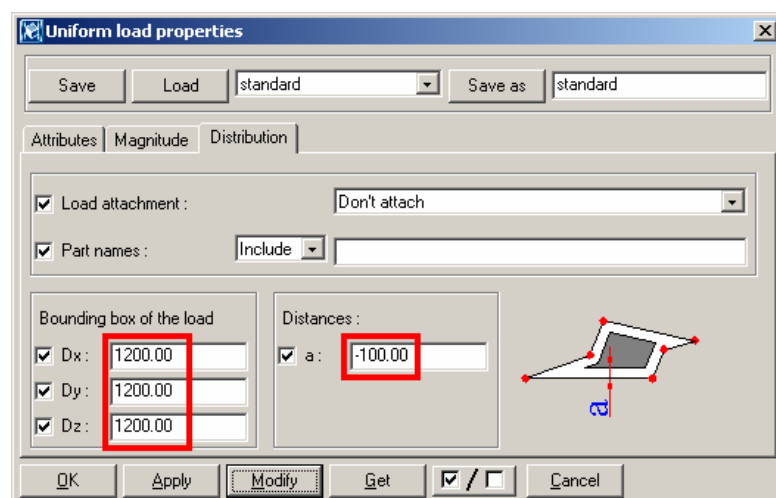 Uniform load properties
Save Load standard Save as standard
Attributes Magnitude Distribution
Load attachment : Don't attach
Part names : Include
Bounding box of the load Distances :
Dx : 1200.00 a : -100.00
Dy : 1200.00
Dz : 1200.00
a
OK Apply Modify Get / Cancel